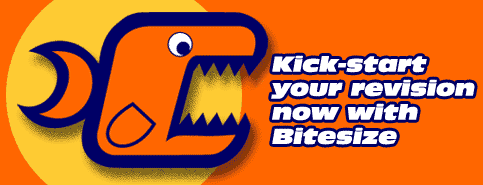 Kick-start
your revision
now with
Bitesize